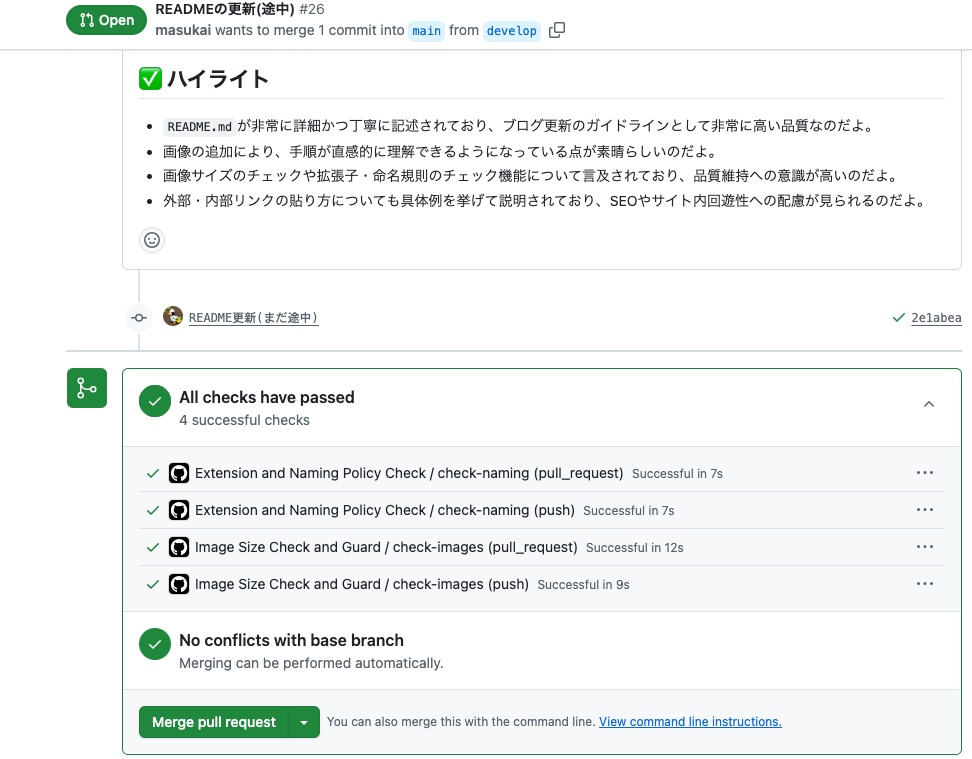 Open
READMEの更新(途中) #26
masukai wants to merge 1 commit into main from develop
ハイライト
README.md が非常に詳細かつ丁寧に記述されており、ブログ更新のガイドラインとして非常に高い品質なのだよ。
画像の追加により、手順が直感的に理解できるようになっている点が素晴らしいのだよ。
画像サイズのチェックや拡張子・命名規則のチェック機能について言及されており、品質維持への意識が高いのだよ。
外部・内部リンクの貼り方についても具体例を挙げて説明されており、SEOやサイト内回遊性への配慮が見られるのだよ。
README更新(まだ途中) 2e1abea
All checks have passed
4 successful checks
Extension and Naming Policy Check / check-naming (pull_request) Successful in 7s
Extension and Naming Policy Check / check-naming (push) Successful in 7s
Image Size Check and Guard / check-images (pull_request) Successful in 12s
Image Size Check and Guard / check-images (push) Successful in 9s
No conflicts with base branch
Merging can be performed automatically.
Merge pull request You can also merge this with the command line. View command line instructions.